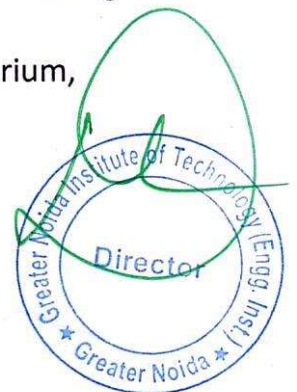 rium,
Greater Noida Institute of Technology (Engg. Inst.)
Director
★ Greater Noida ★